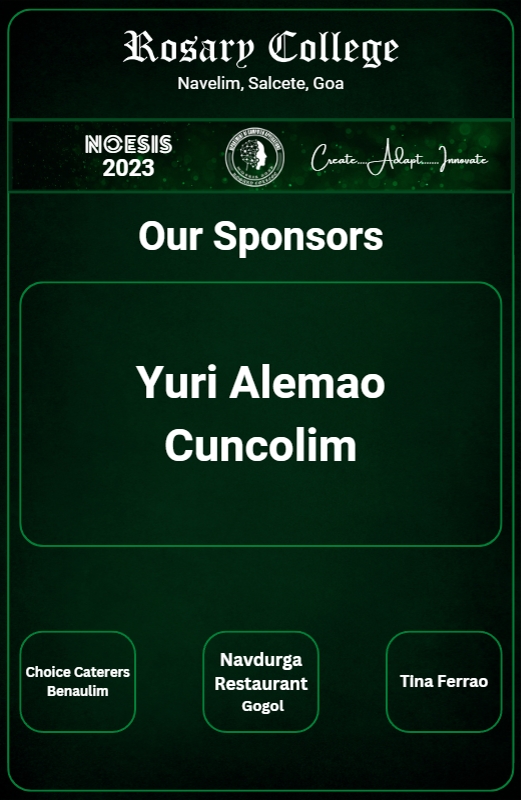 Rosary College
Navelim, Salcete, Goa
NOESIS
2023
Create....Adapt.....Innovate
Our Sponsors
Yuri Alemao
Cuncolim
Choice Caterers
Benaulim
Navdurga
Restaurant
Gogol
TIna Ferrao